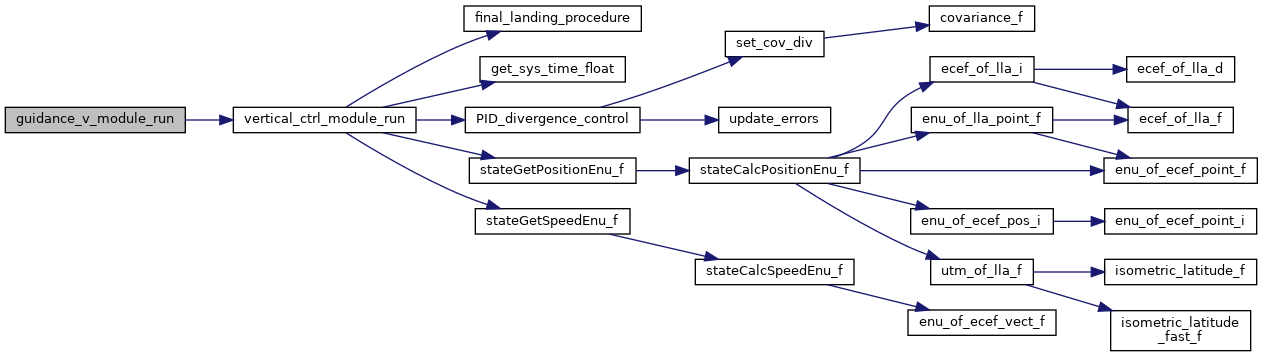 guidance_v_module_run
vertical_ctrl_module_run
final_landing_procedure
get_sys_time_float
PID_divergence_control
stateGetPositionEnu_f
stateGetSpeedEnu_f
set_cov_div
update_errors
stateCalcPositionEnu_f
stateCalcSpeedEnu_f
covariance_f
ecef_of_lla_i
enu_of_lla_point_f
enu_of_ecef_pos_i
utm_of_lla_f
enu_of_ecef_vect_f
ecef_of_lla_d
ecef_of_lla_f
enu_of_ecef_point_f
enu_of_ecef_point_i
isometric_latitude_f
isometric_latitude
_fast_f